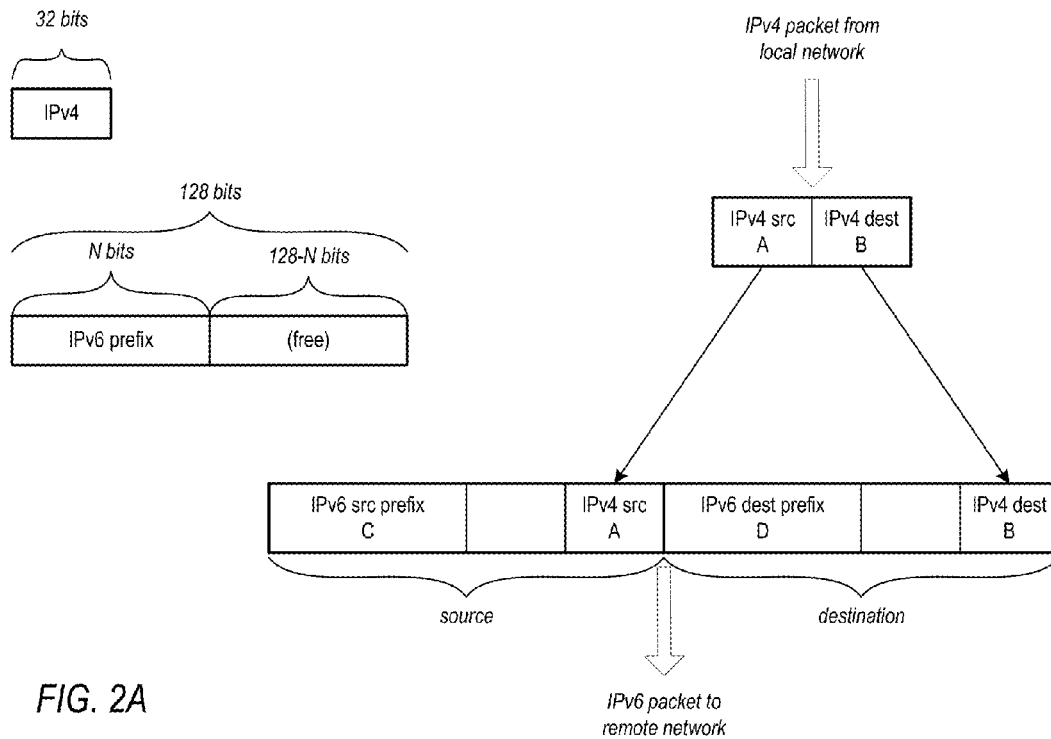 32 bits
IPv4
128 bits
N bits
128-N bits
IPv6 prefix
(free)
IPv4 packet from
local network
IPv4 src
A
IPv4 dest
B
IPv6 src prefix
C
IPv4 src
A
IPv6 dest prefix
D
IPv4 dest
B
source
destination
IPv6 packet to
remote network
FIG. 2A